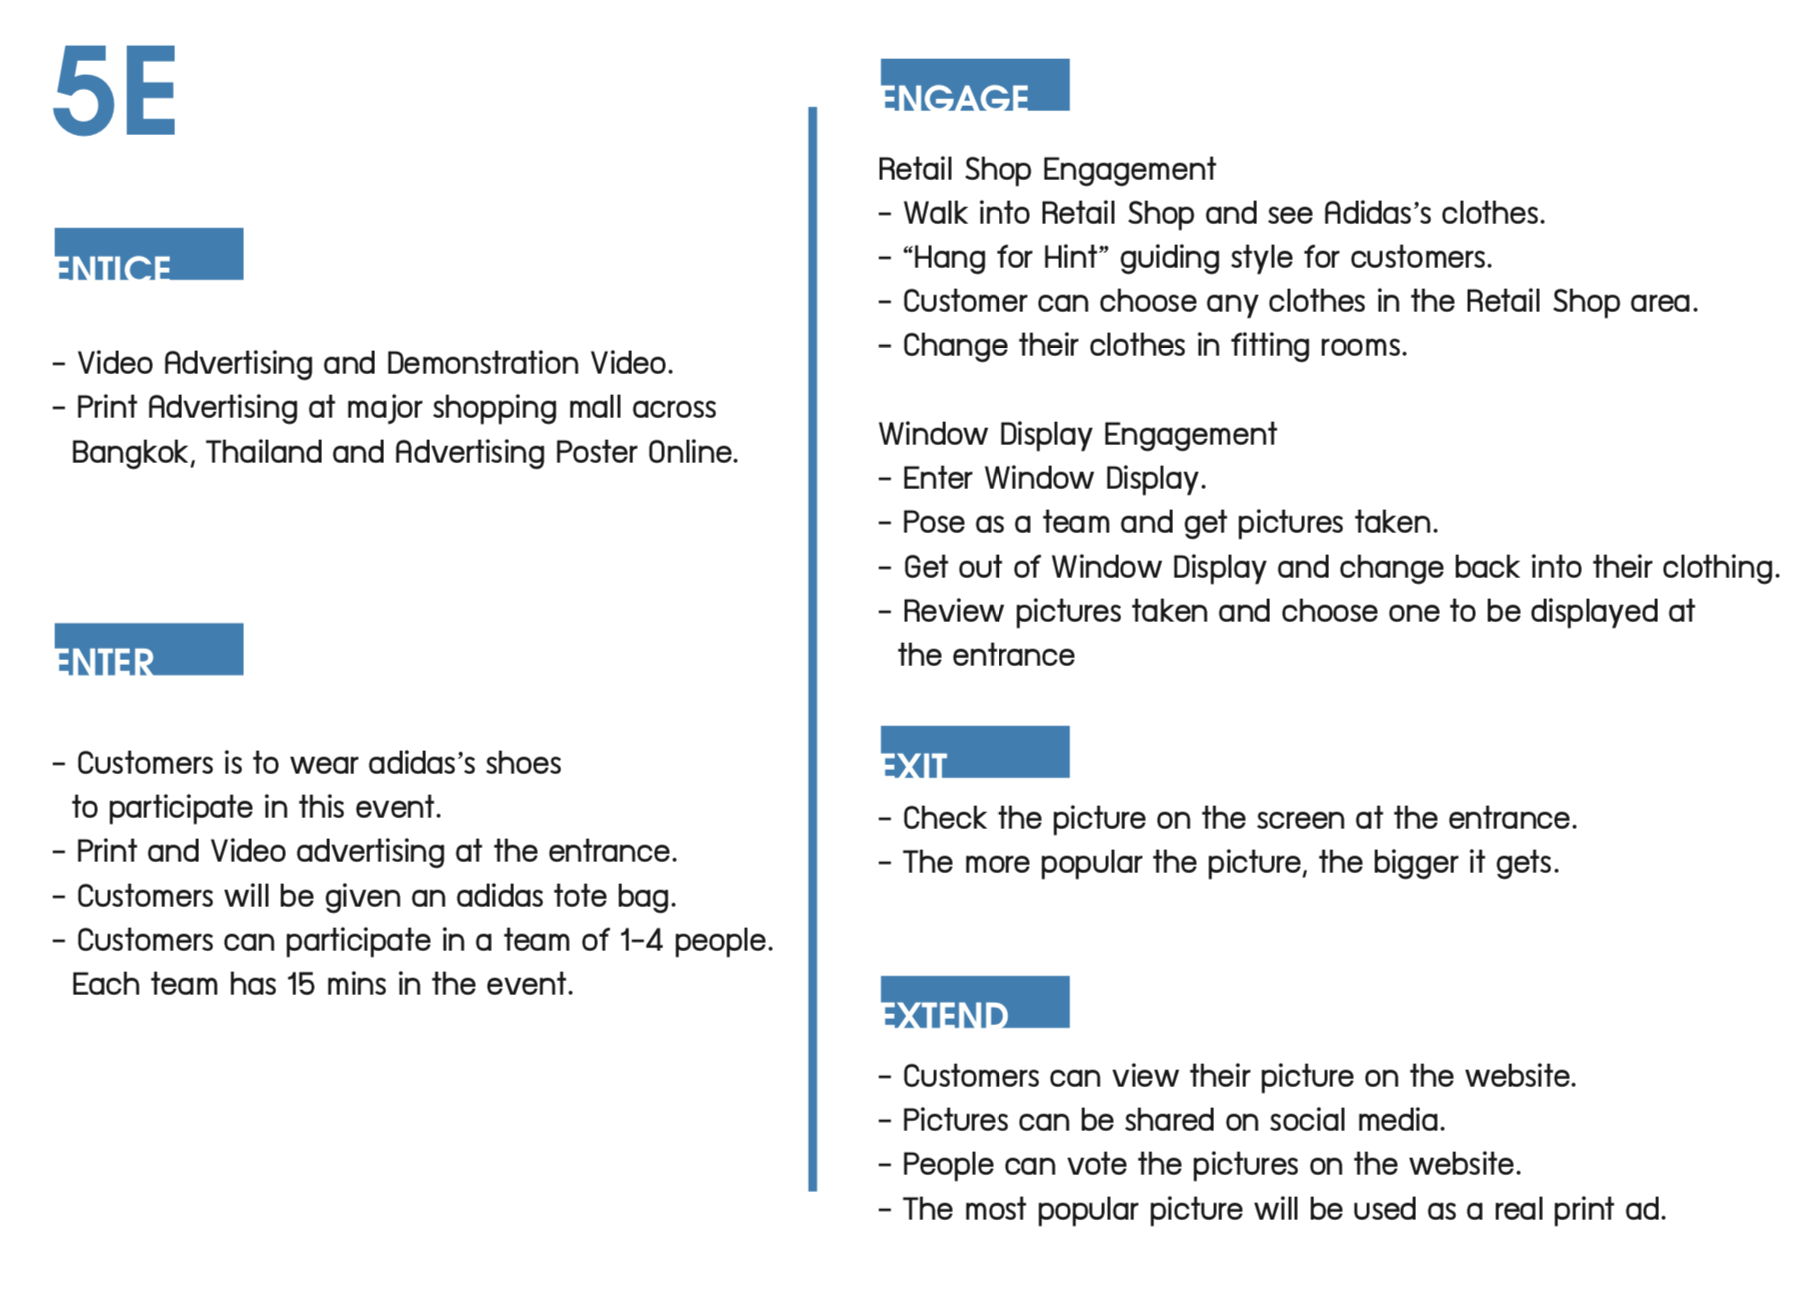 5E
ENTICE
- Video Advertising and Demonstration Video.
- Print Advertising at major shopping mall across
Bangkok, Thailand and Advertising Poster Online.
ENTER
- Customers is to wear adidas's shoes
to participate in this event.
- Print and Video advertising at the entrance.
- Customers will be given an adidas tote bag.
- Customers can participate in a team of 1-4 people.
Each team has 15 mins in the event.
ENGAGE
Retail Shop Engagement
- Walk into Retail Shop and see Adidas's clothes.
- “Hang for Hint” guiding style for customers.
- Customer can choose any clothes in the Retail Shop area.
- Change their clothes in fitting rooms.
Window Display Engagement
- Enter Window Display.
- Pose as a team and get pictures taken.
- Get out of Window Display and change back into their clothing.
- Review pictures taken and choose one to be displayed at
the entrance
EXIT
- Check the picture on the screen at the entrance.
- The more popular the picture, the bigger it gets.
EXTEND
- Customers can view their picture on the website.
- Pictures can be shared on social media.
- People can vote the pictures on the website.
- The most popular picture will be used as a real print ad.